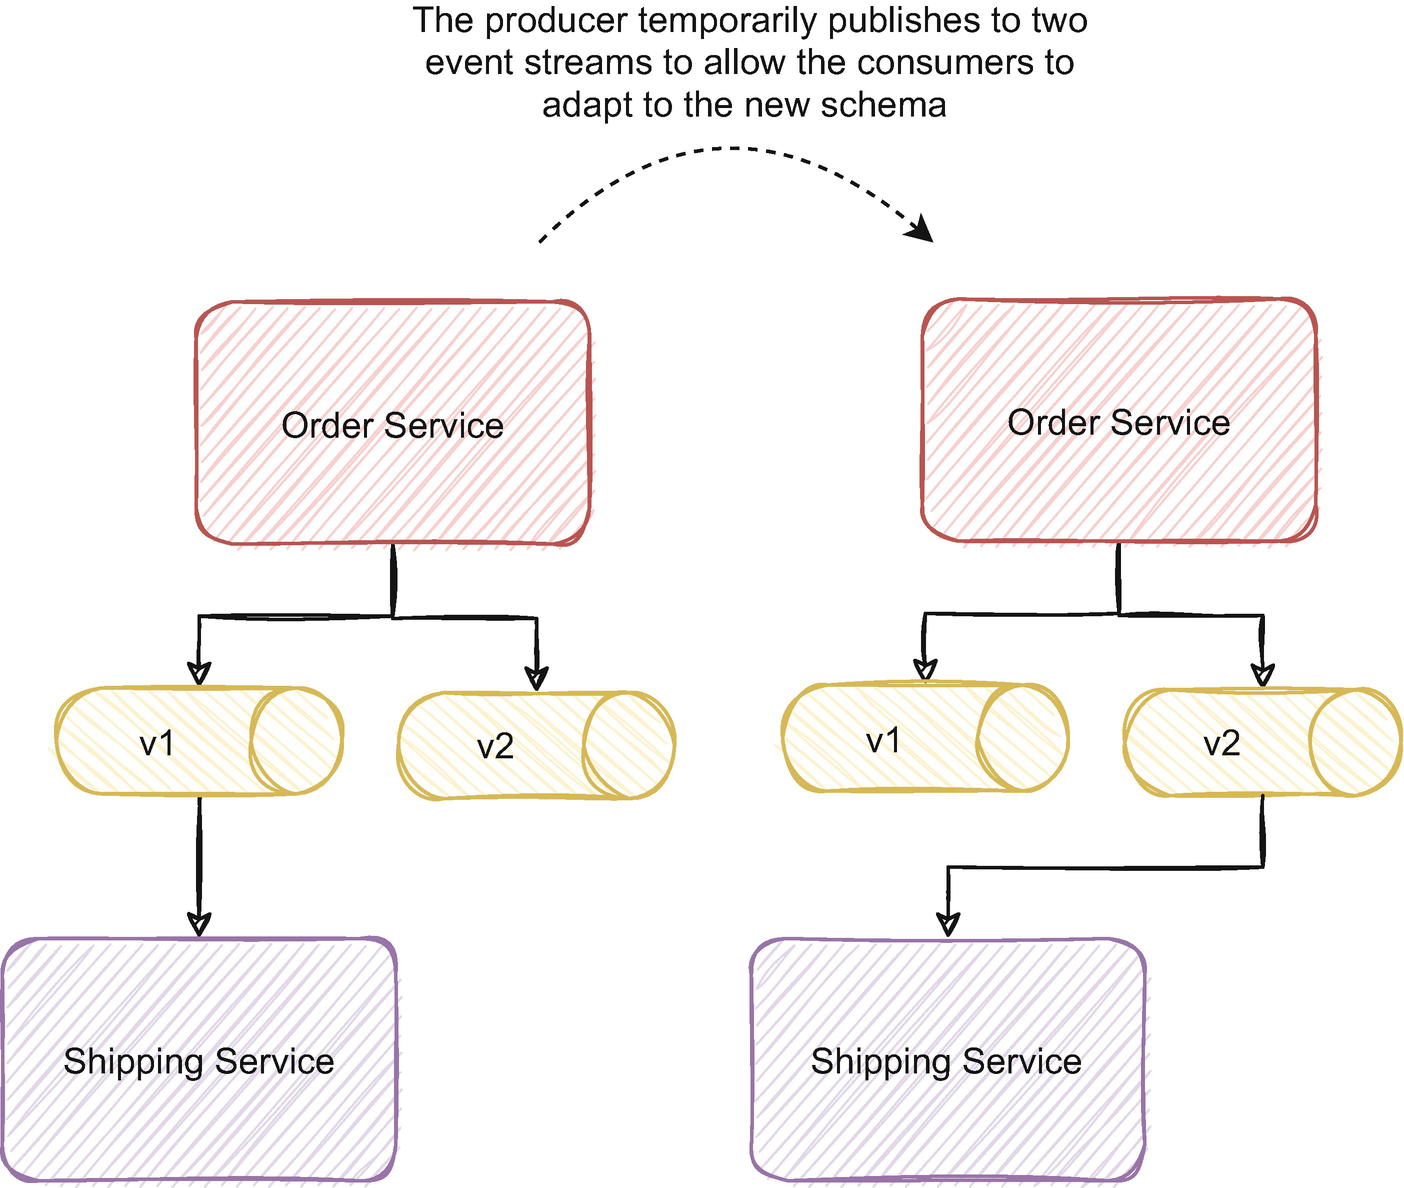 The producer temporarily publishes to two
event streams to allow the consumers to
adapt to the new schema
Order Service
Order Service
v1
v2
v1
v2
Shipping Service
Shipping Service